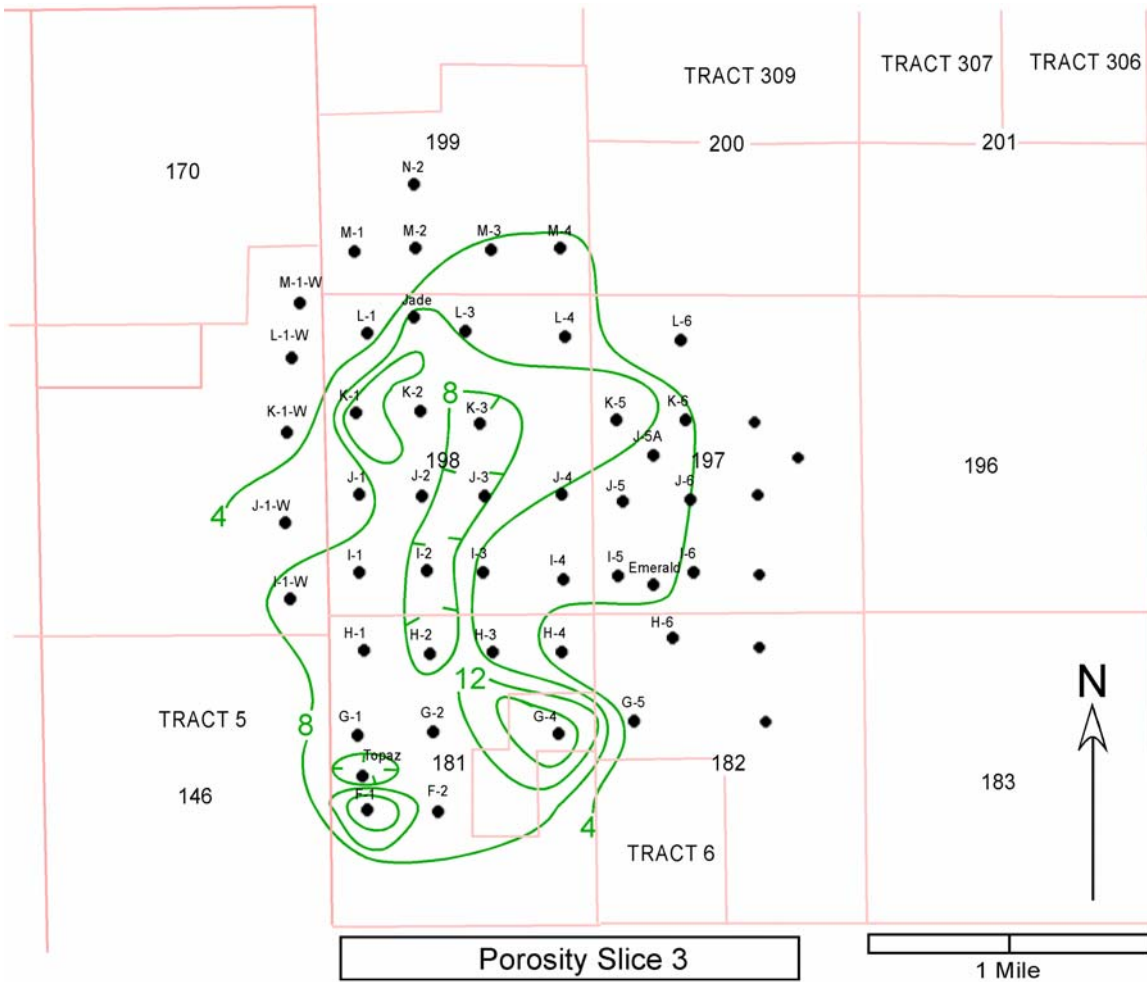 TRACT 309
TRACT 307
TRACT 306
199
200
201
170
N-2
M-1
M-2
M-3
M-4
M-1-W
Jade
L-1
L-3
L-4
L-6
L-1-W
K-1
K-2
8
K-3
K-5
K-6
K-1-W
J-5A
198
197
196
J-1
J-2
J-3
J-4
J-5
J-6
4
J-1-W
I-1
I-2
I-3
I-4
I-5
I-6
Emerald
I-1-W
H-1
H-2
H-3
H-4
H-6
12
N
TRACT 5
8
G-1
G-2
G-4
G-5
Topaz
181
182
183
146
F-1
F-2
4
TRACT 6
Porosity Slice 3
1 Mile